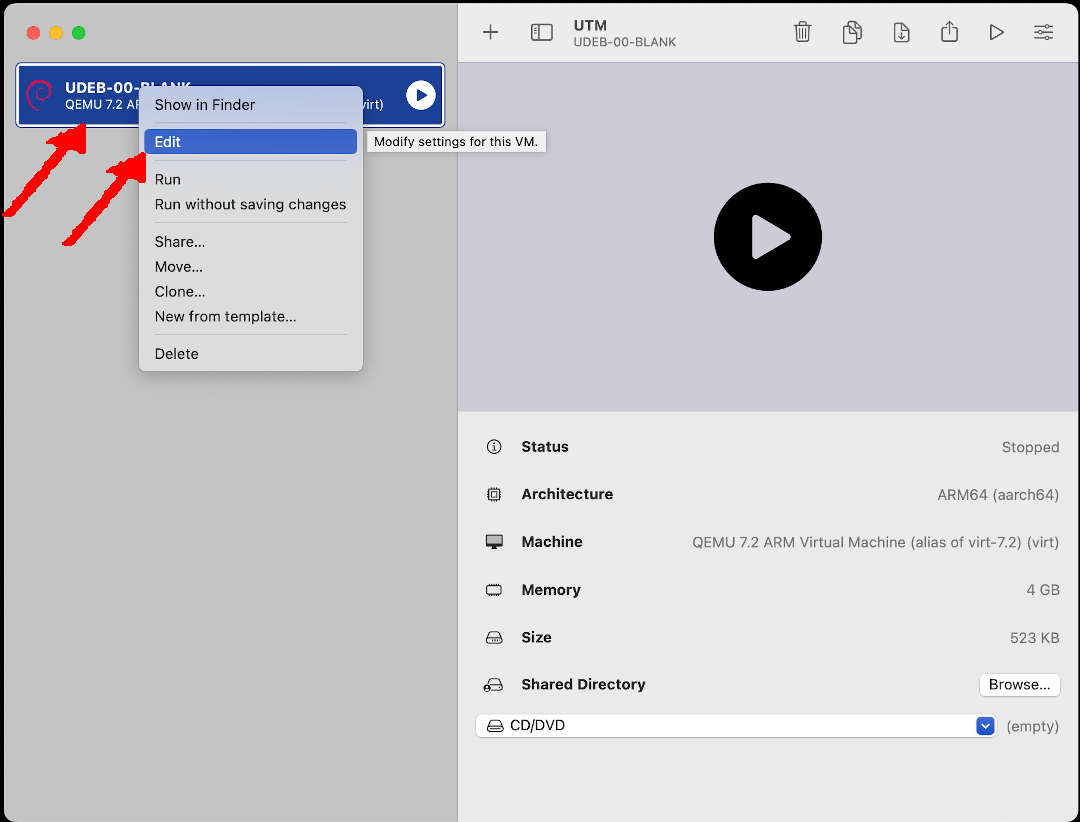 UTM
UDEB-00-BLANK
UDEB-00-BLANK
QEMU 7.2 AR
virt)
Show in Finder
Edit
Modify settings for this VM.
Run
Run without saving changes
Share...
Move...
Clone...
New from template...
Delete
Status
Stopped
Architecture
ARM64 (aarch64)
Machine
QEMU 7.2 ARM Virtual Machine (alias of virt-7.2) (virt)
Memory
4 GB
Size
523 KB
Shared Directory
Browse...
CD/DVD
(empty)